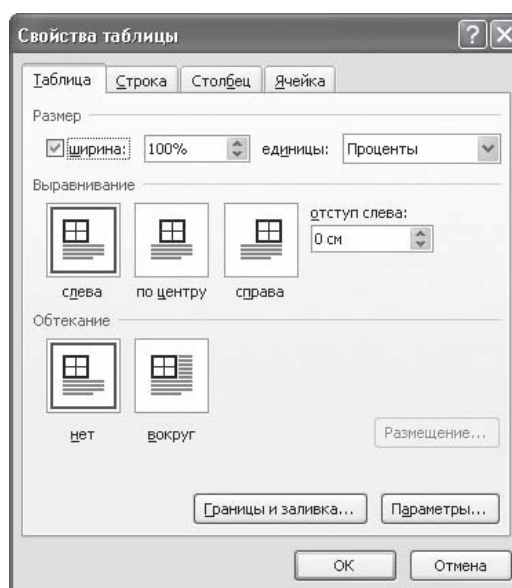 Свойства таблицы
Таблица Строка Столбец Ячейка
Размер
ширина: 100% единицы: Проценты
Выравнивание
отступ слева:
0 см
слева по центру справа
Обтекание
нет вокруг
Размещение...
Границы и заливка... Параметры...
ОК Отмена